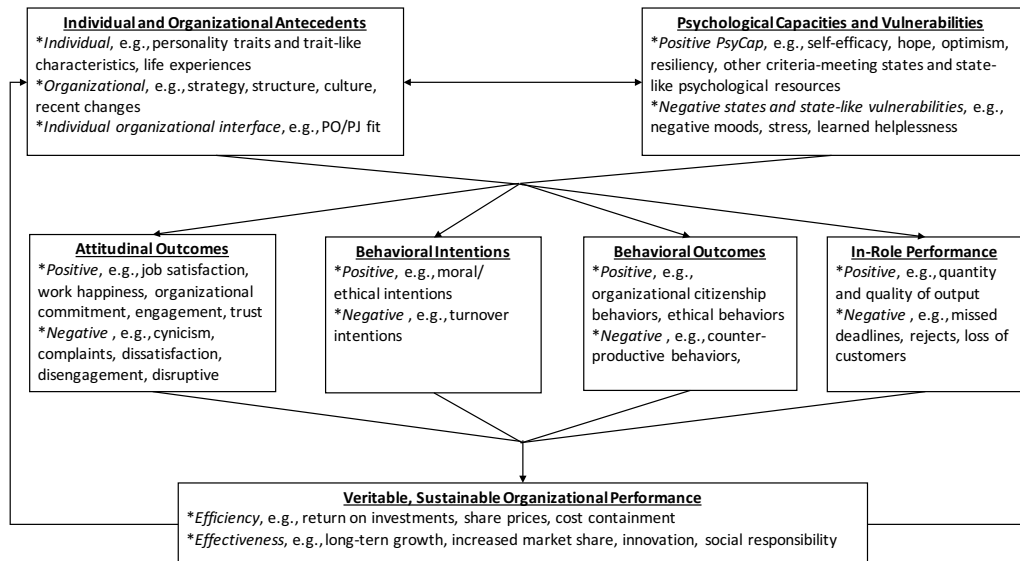 Individual and Organizational Antecedents
*Individual, e.g., personality traits and trait-like
characteristics, life experiences
*Organizational, e.g., strategy, structure, culture,
recent changes
*Individual organizational interface, e.g., PO/PJ fit
Psychological Capacities and Vulnerabilities
*Positive PsyCap, e.g., self-efficacy, hope, optimism,
resiliency, other criteria-meeting states and state-
like psychological resources
*Negative states and state-like vulnerabilities, e.g.,
negative moods, stress, learned helplessness
Attitudinal Outcomes
*Positive, e.g., job satisfaction,
work happiness, organizational
commitment, engagement, trust
*Negative , e.g., cynicism,
complaints, dissatisfaction,
disengagement, disruptive
Behavioral Intentions
*Positive, e.g., moral/
ethical intentions
*Negative , e.g., turnover
intentions
Behavioral Outcomes
*Positive, e.g.,
organizational citizenship
behaviors, ethical behaviors
*Negative, e.g., counter-
productive behaviors,
In-Role Performance
*Positive, e.g., quantity
and quality of output
*Negative , e.g., missed
deadlines, rejects, loss of
customers
Veritable, Sustainable Organizational Performance
*Efficiency, e.g., return on investments, share prices, cost containment
*Effectiveness, e.g., long-tern growth, increased market share, innovation, social responsibility